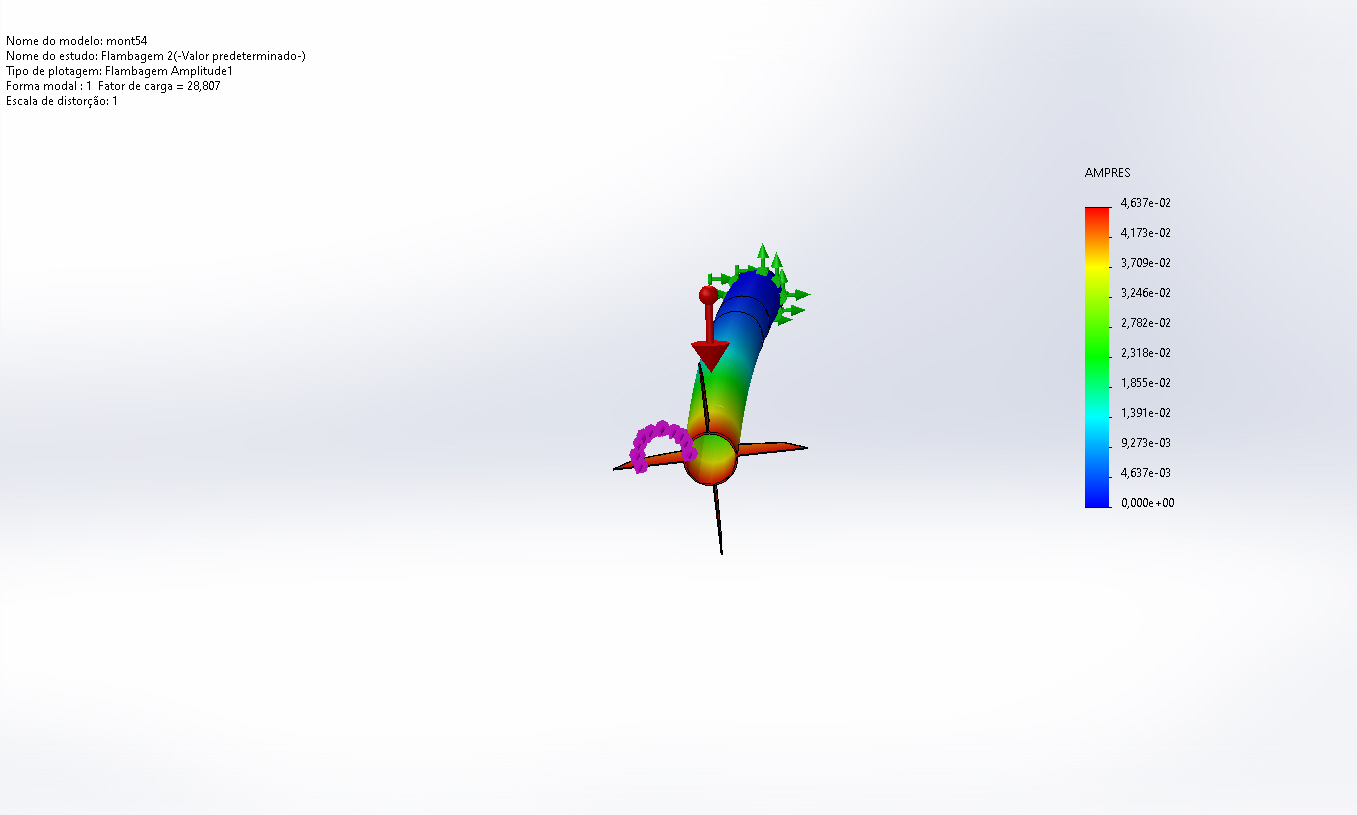 Nome do modelo: mont54
Nome do estudo: Flambagem 2(-Valor predeterminado-)
Tipo de plotagem: Flambagem Amplitude1
Forma modal : 1 Fator de carga = 28,807
Escala de distorção: 1
AMPRES
4,637e-02
4,173e-02
3,709e-02
3,246e-02
2,782e-02
2,318e-02
1,855e-02
1,391e-02
9,273e-03
4,637e-03
0,000e+00